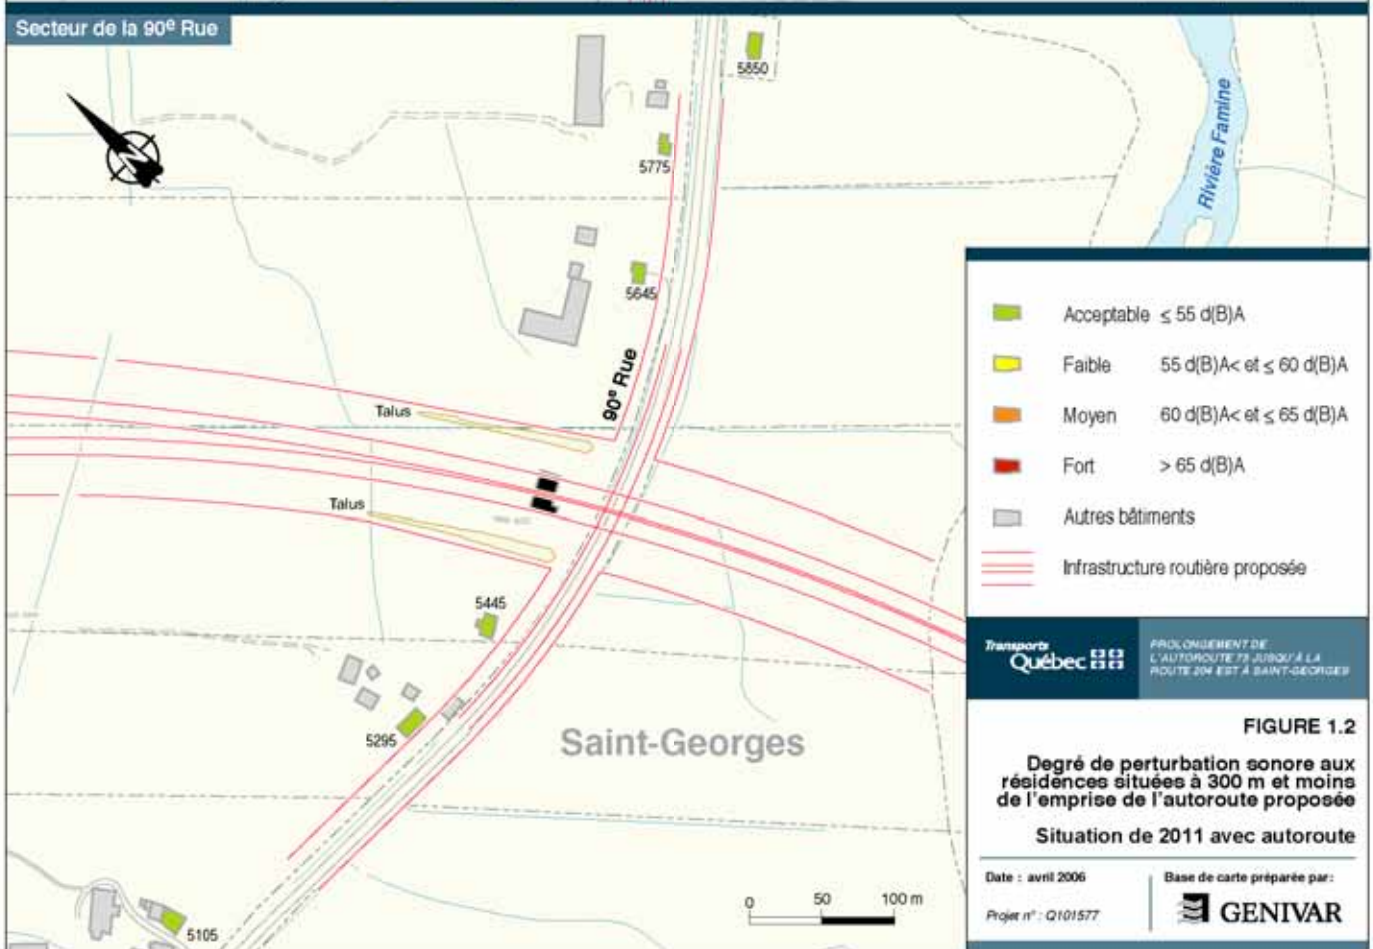 Secteur de la 90e Rue
5850
5775
Rivière Famine
5645
90e Rue
Talus
Talus
5445
5295
Saint-Georges
5105
0 50 100 m
Acceptable ≤ 55 d(B)A
Faible 55 d(B)A< et ≤ 60 d(B)A
Moyen 60 d(B)A< et ≤ 65 d(B)A
Fort > 65 d(B)A
Autres bâtiments
Infrastructure routière proposée
Transports
Québec
PROLONGEMENT DE
L'AUTOROUTE 73 JUSQU'À LA
ROUTE 204 EST À SAINT-GEORGES
FIGURE 1.2
Degré de perturbation sonore aux
résidences situées à 300 m et moins
de l'emprise de l'autoroute proposée
Situation de 2011 avec autoroute
Date : avril 2006
Projet n° : Q101577
Base de carte préparée par:
GENIVAR